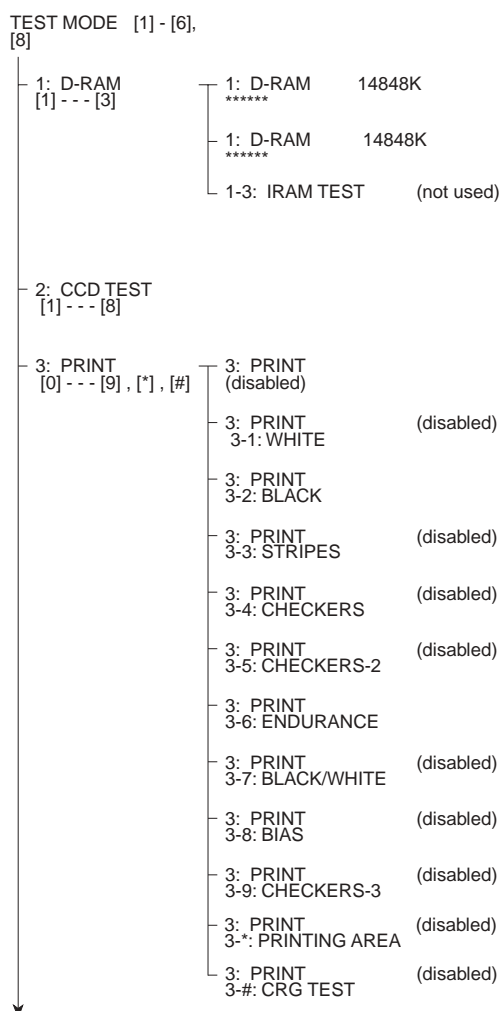 TEST MODE [1] - [6],
[8]
1: D-RAM
[1] - - - [3]
1: D-RAM 14848K
******
1: D-RAM 14848K
******
1-3: IRAM TEST (not used)
2: CCD TEST
[1] - - - [8]
3: PRINT
[0] - - - [9] , [*] , [#]
3: PRINT
(disabled)
3: PRINT (disabled)
3-1: WHITE
3: PRINT
3-2: BLACK
3: PRINT (disabled)
3-3: STRIPES
3: PRINT (disabled)
3-4: CHECKERS
3: PRINT (disabled)
3-5: CHECKERS-2
3: PRINT
3-6: ENDURANCE
3: PRINT (disabled)
3-7: BLACK/WHITE
3: PRINT (disabled)
3-8: BIAS
3: PRINT (disabled)
3-9: CHECKERS-3
3: PRINT (disabled)
3-*: PRINTING AREA
3: PRINT (disabled)
3-#: CRG TEST